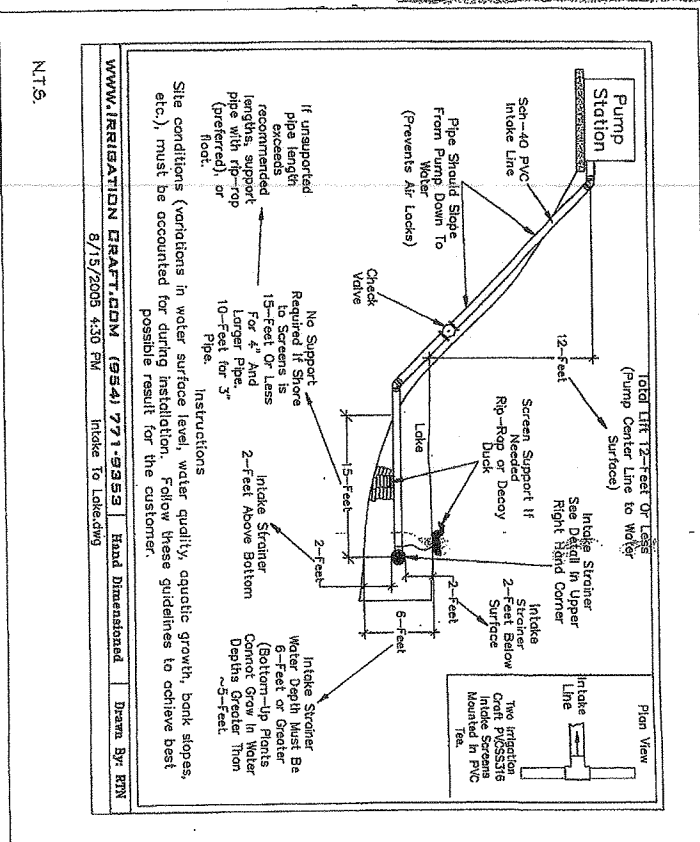 Pump
Station
Sch-40 PVC
Intake Line
Pipe Should Slope
From Pump Down To
Water
(Prevents Air Locks)
Check
Valve
12-Feet
Total Lift 12-Feet Or Less
(Pump Center Line to Water
Surface)
Intake Strainer
See Detail In Upper
Right Hand Corner
Plan View
Intake
Line
Two Irrigation
Craft PVCSS316
Intake Screens
Mounted In PVC
Tee.
Screen Support If
Needed
Rip-Rap or Decoy
Duck
Lake
Intake
Strainer
2-Feet Below
Surface
2-Feet
6-Feet
15-Feet
2-Feet
Intake Strainer
2-Feet Above Bottom
Intake Strainer
Water Depth Must Be
6-Feet or Greater
(Bottom-Up Plants
Cannot Grow In Water
Depths Greater Than
~5-Feet.
No Support
Required If Shore
to Screens is
15-Feet Or Less
For 4" And
Larger Pipe.
10-Feet for 3"
Pipe.
If unsuported
pipe length
exceeds
recommended
lengths, support
pipe with rip-rap
(preferred), or
float.
Instructions
Site conditions (variations in water surface level, water quality, aquatic growth, bank slopes,
etc.), must be accounted for during installation. Follow these guidelines to achieve best
possible result for the customer.
WWW.IRRIGATION CRAFT.COM (954) 771-9353
Hand Dimensioned
Drawn By: RTN
8/15/2005 4:30 PM
Intake To Lake.dwg
N.T.S.